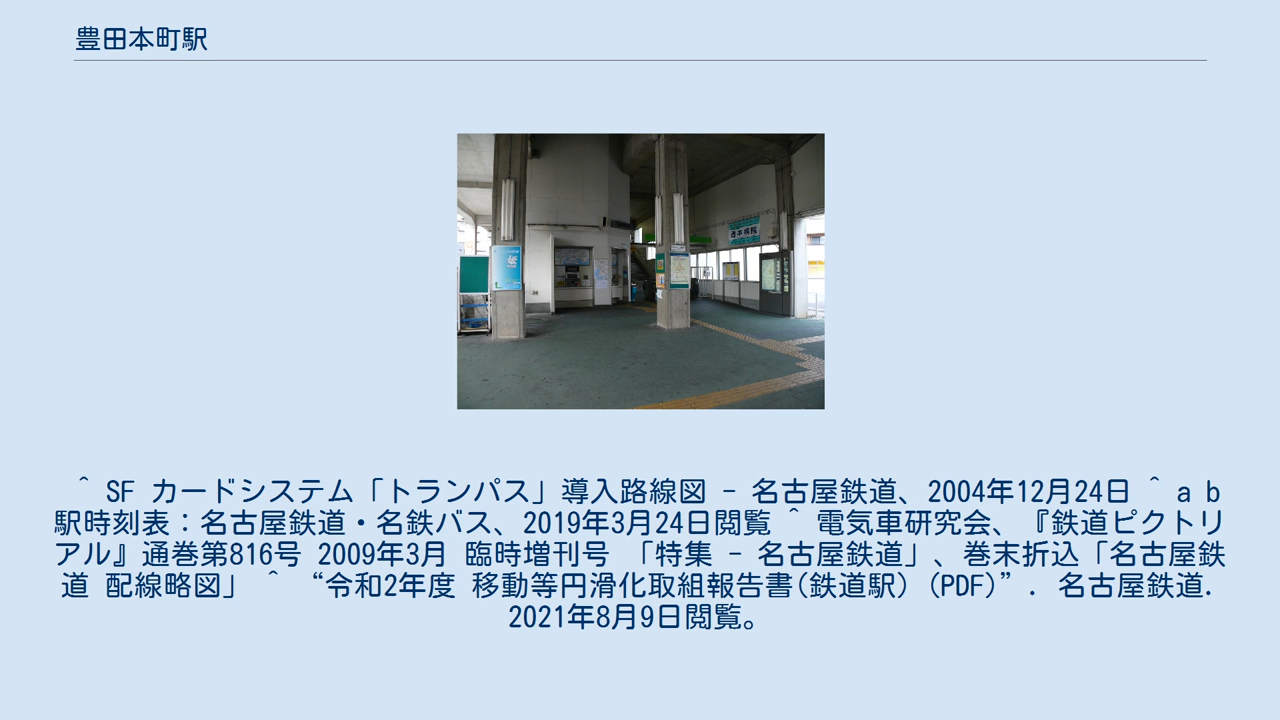 豊田本町駅
西本病院
^ SF カードシステム「トランパス」導入路線図 - 名古屋鉄道、2004年12月24日 ^ a b
駅時刻表：名古屋鉄道・名鉄バス、2019年3月24日閲覧 ^ 電気車研究会、『鉄道ピクトリ
アル』通巻第816号 2009年3月 臨時増刊号 「特集 - 名古屋鉄道」、巻末折込「名古屋鉄
道 配線略図」 ^ “令和2年度 移動等円滑化取組報告書(鉄道駅) (PDF)”. 名古屋鉄道.
2021年8月9日閲覧。